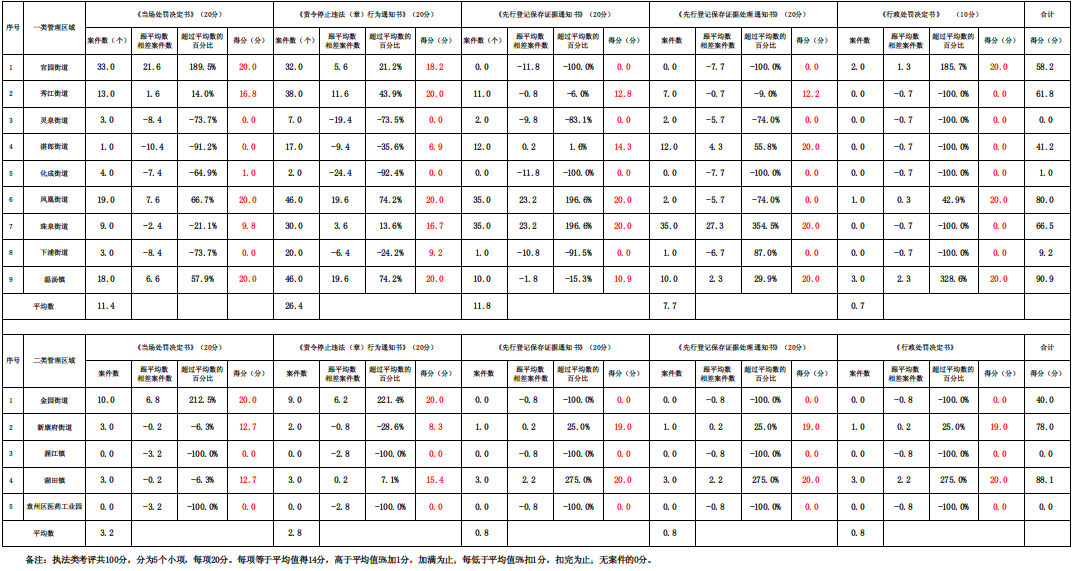 序号 一类管理区域 《当场处罚决定书》（20分） 《责令停止违法（章）行为通知书》（20分） 《先行登记保存证据通知书》（20分） 《先行登记保存证据处理通知书》（20分） 《行政处罚决定书》 （10分） 合计
案件数（个） 跟平均数相差案件数 超过平均数的百分比 得分（分） 案件数（个） 跟平均数相差案件数 超过平均数的百分比 得分（分） 案件数（个） 跟平均数相差案件数 超过平均数的百分比 得分（分） 案件数 跟平均数相差案件数 超过平均数的百分比 得分（分） 案件数 跟平均数相差案件数 超过平均数的百分比 得分（分） 得分（分）
1 官园街道 33.0 21.6 189.5% 20.0 32.0 5.6 21.2% 18.2 0.0 -11.8 -100.0% 0.0 0.0 -7.7 -100.0% 0.0 2.0 1.3 185.7% 20.0 58.2
2 秀江街道 13.0 1.6 14.0% 16.8 38.0 11.6 43.9% 20.0 11.0 -0.8 -6.0% 12.8 7.0 -0.7 -9.0% 12.2 0.0 -0.7 -100.0% 0.0 61.8
3 灵泉街道 3.0 -8.4 -73.7% 0.0 7.0 -19.4 -73.5% 0.0 2.0 -9.8 -83.1% 0.0 2.0 -5.7 -74.0% 0.0 0.0 -0.7 -100.0% 0.0 0.0
4 湛郎街道 1.0 -10.4 -91.2% 0.0 17.0 -9.4 -35.6% 6.9 12.0 0.2 1.6% 14.3 12.0 4.3 55.8% 20.0 0.0 -0.7 -100.0% 0.0 41.2
5 化成街道 4.0 -7.4 -64.9% 1.0 2.0 -24.4 -92.4% 0.0 0.0 -11.8 -100.0% 0.0 0.0 -7.7 -100.0% 0.0 0.0 -0.7 -100.0% 0.0 1.0
6 凤凰街道 19.0 7.6 66.7% 20.0 46.0 19.6 74.2% 20.0 35.0 23.2 196.6% 20.0 2.0 -5.7 -74.0% 0.0 1.0 0.3 42.9% 20.0 80.0
7 珠泉街道 9.0 -2.4 -21.1% 9.8 30.0 3.6 13.6% 16.7 35.0 23.2 196.6% 20.0 35.0 27.3 354.5% 20.0 0.0 -0.7 -100.0% 0.0 66.5
8 下浦街道 3.0 -8.4 -73.7% 0.0 20.0 -6.4 -24.2% 9.2 1.0 -10.8 -91.5% 0.0 1.0 -6.7 87.0% 0.0 0.0 -0.7 -100.0% 0.0 9.2
9 温汤镇 18.0 6.6 57.9% 20.0 46.0 19.6 74.2% 20.0 10.0 -1.8 -15.3% 10.9 10.0 2.3 29.9% 20.0 3.0 2.3 328.6% 20.0 90.9
平均数 11.4 26.4 11.8 7.7 0.7
序号 二类管理区域 《当场处罚决定书》（20分） 《责令停止违法（章）行为通知书》（20分） 《先行登记保存证据通知书》（20分） 《先行登记保存证据处理通知书》（20分） 《行政处罚决定书》 合计
案件数 跟平均数相差案件数 超过平均数的百分比 得分（分） 案件数 跟平均数相差案件数 超过平均数的百分比 得分（分） 案件数 跟平均数相差案件数 超过平均数的百分比 得分（分） 案件数 跟平均数相差案件数 超过平均数的百分比 得分（分） 案件数 跟平均数相差案件数 超过平均数的百分比 得分（分） 得分（分）
1 金园街道 10.0 6.8 212.5% 20.0 9.0 6.2 221.4% 20.0 0.0 -0.8 -100.0% 0.0 0.0 -0.8 -100.0% 0.0 0.0 -0.8 -100.0% 0.0 40.0
2 新康府街道 3.0 -0.2 -6.3% 12.7 2.0 -0.8 -28.6% 8.3 1.0 0.2 25.0% 19.0 1.0 0.2 25.0% 19.0 1.0 0.2 25.0% 19.0 78.0
3 渥江镇 0.0 -3.2 -100.0% 0.0 0.0 -2.8 -100.0% 0.0 0.0 -0.8 -100.0% 0.0 0.0 -0.8 -100.0% 0.0 0.0 -0.8 -100.0% 0.0 0.0
4 湖田镇 3.0 -0.2 -6.3% 12.7 3.0 0.2 7.1% 15.4 3.0 2.2 275.0% 20.0 3.0 2.2 275.0% 20.0 3.0 2.2 275.0% 20.0 88.1
5 袁州区医药工业园 0.0 -3.2 -100.0% 0.0 0.0 -2.8 -100.0% 0.0 0.0 -0.8 -100.0% 0.0 0.0 -0.8 -100.0% 0.0 0.0 -0.8 -100.0% 0.0 0.0
平均数 3.2 2.8 0.8 0.8 0.8
备注：执法类考评共100分，分为5个小项，每项20分。每项等于平均值得14分，高于平均值5%加1分，加满为止。每低于平均值5%扣1分，扣完为止，无案件的0分。